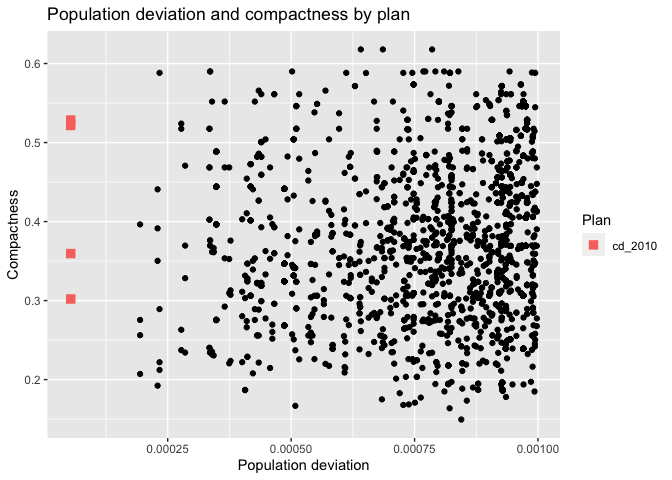 Population deviation and compactness by plan
0.6
0.5
0.4
0.3
0.2
Compactness
0.00025
0.00050
0.00075
0.00100
Population deviation
Plan
cd_2010